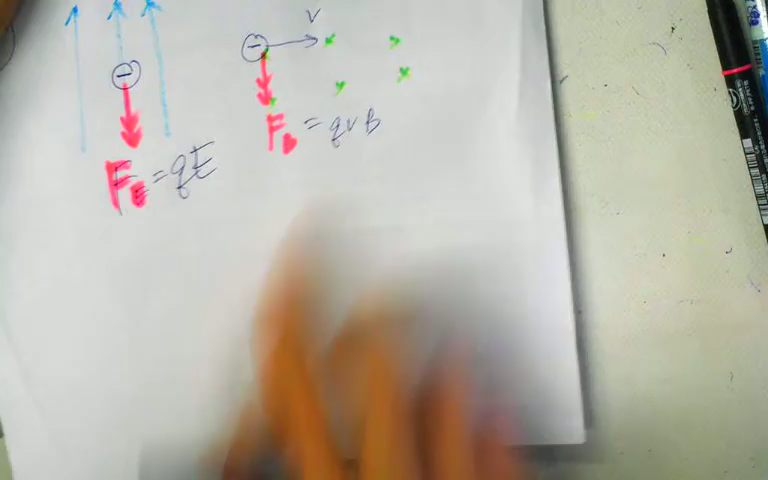 V
F_E = qE
F_B = qvB